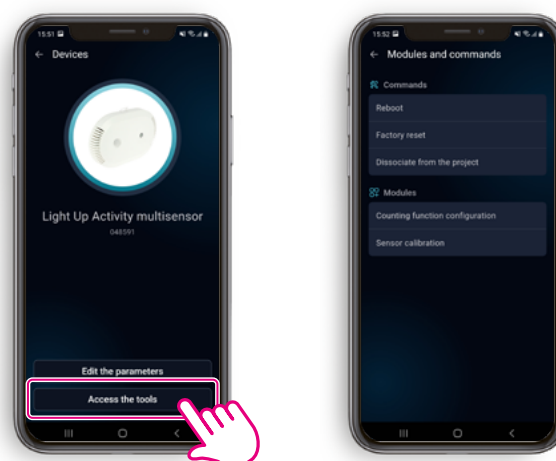 15:51
← Devices
Light Up Activity multisensor
048591
Edit the parameters
Access the tools
15:52
← Modules and commands
Commands
Reboot
Factory reset
Dissociate from the project
Modules
Counting function configuration
Sensor calibration